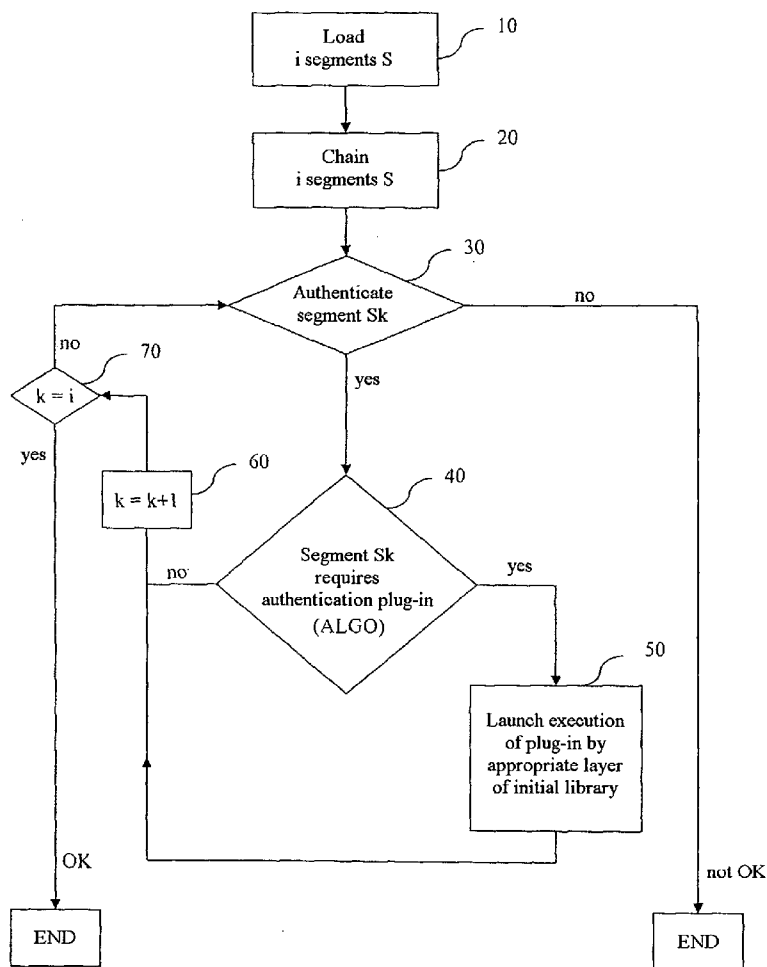 Load
i segments S
10
Chain
i segments S
20
30
Authenticate
segment Sk
no
no
70
k = i
yes
yes
60
k = k+1
40
Segment Sk
requires
authentication plug-in
(ALGO)
no
yes
50
Launch execution
of plug-in by
appropriate layer
of initial library
OK
not OK
END
END